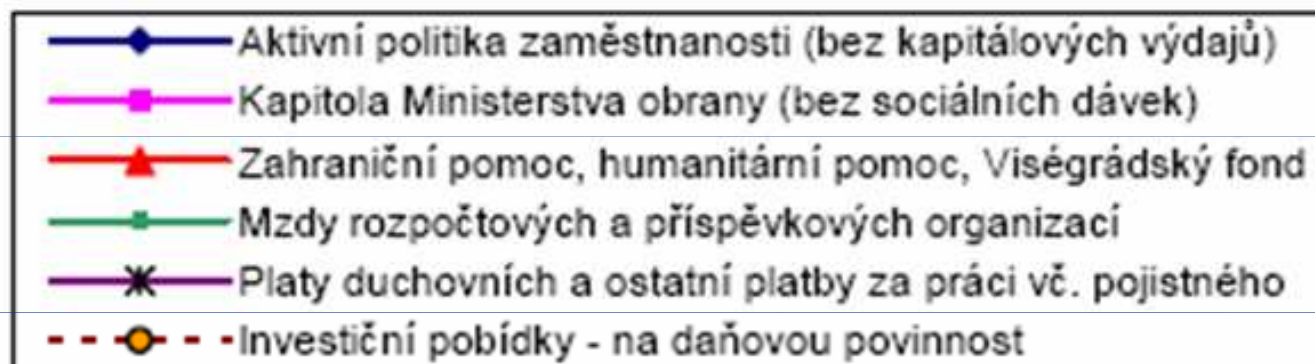 Aktivní politika zaměstnanosti (bez kapitálových výdajů)
Kapitola Ministerstva obrany (bez sociálních dávek)
Zahraniční pomoc, humanitární pomoc, Viségrádský fond
Mzdy rozpočtových a příspěvkových organizací
Platy duchovních a ostatní platby za práci vč. pojistného
Investiční pobídky - na daňovou povinnost